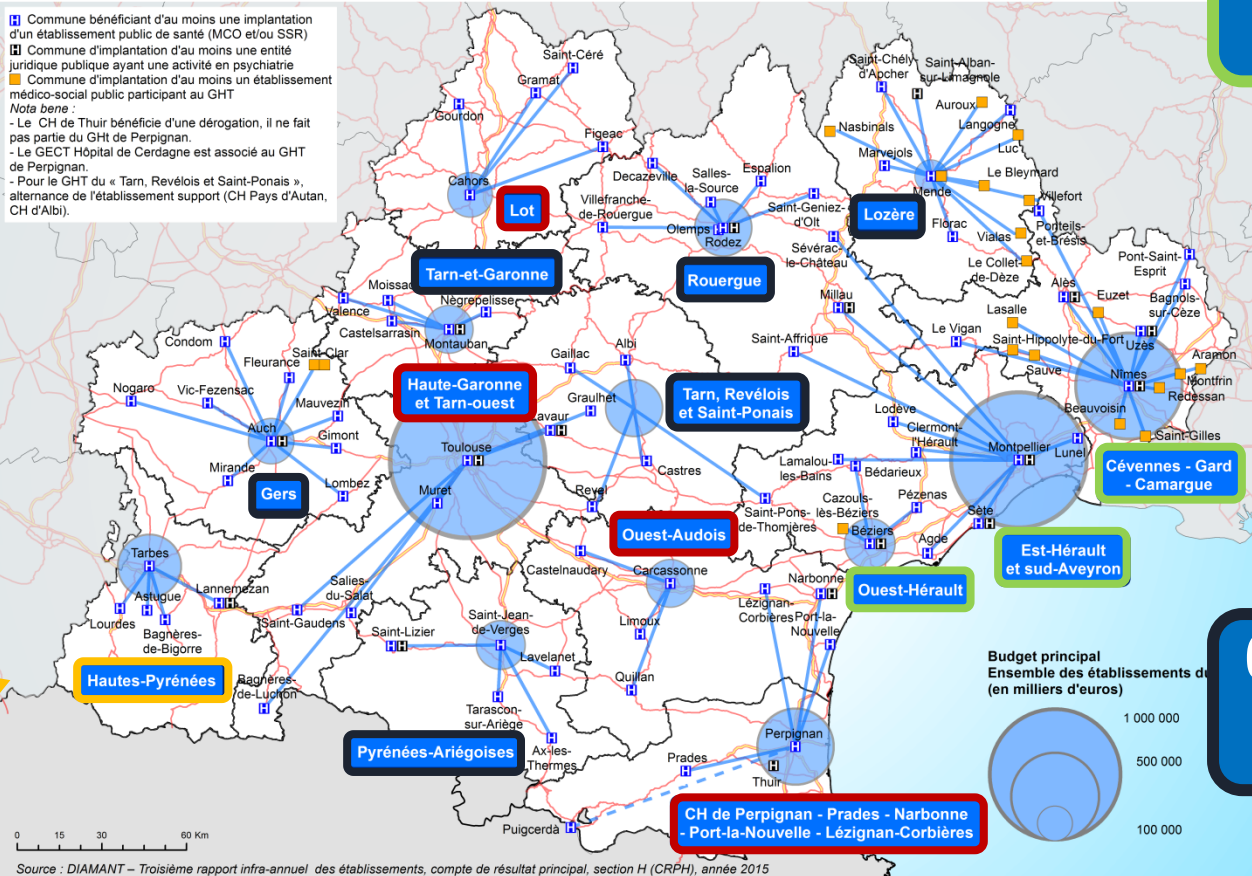 Commune bénéficiant d'au moins une implantation
d'un établissement public de santé (MCO et/ou SSR)
Commune d'implantation d'au moins une entité
juridique publique ayant une activité en psychiatrie
Commune d'implantation d'au moins un établissement
médico-social public participant au GHT
Nota bene :
- Le CH de Thuir bénéficie d'une dérogation, il ne fait
pas partie du GHt de Perpignan.
- Le GECT Hôpital de Cerdagne est associé au GHT
de Perpignan.
- Pour le GHT du « Tarn, Revélois et Saint-Ponais »,
alternance de l'établissement support (CH Pays d'Autan,
CH d'Albi).
Saint-Céré
Gramat
Gourdon
Figeac
Cahors
Lot
Saint-Chély
d'Apcher
Saint-Alban-
sur-Limagnole
Auroux
Nasbinals
Langogne
Luc
Marvejols
Le Bleymard
Mende
Villefort
Florac
Vialas
Ponteils-
et-Brésis
Le Collet-
de-Dèze
Lozère
Decazeville
Salles-
la-Source
Espalion
Villefranche-
de-Rouergue
Saint-Geniez-
d'Olt
Olemps
Rodez
Sévérac-
le-Château
Rouergue
Millau
Saint-Affrique
Tarn-et-Garonne
Moissac
Nègrepelisse
Valence
Castelsarrasin
Montauban
Pont-Saint-
Esprit
Alès
Euzet
Bagnols-
sur-Cèze
Lasalle
Le Vigan
Saint-Hippolyte-du-Fort
Uzès
Sauve
Aramon
Nîmes
Montfrin
Redessan
Beauvoisin
Saint-Gilles
Cévennes - Gard
- Camargue
Condom
Fleurance
Saint-Clar
Nogaro
Vic-Fezensac
Mauvezin
Auch
Gimont
Mirande
Lombez
Gers
Haute-Garonne
et Tarn-ouest
Toulouse
Muret
Gaillac
Albi
Graulhet
Lavaur
Castres
Revel
Tarn, Revélois
et Saint-Ponais
Saint-Pons-
de-Thomières
Lodève
Clermont-
l'Hérault
Montpellier
Lunel
Lamalou-
les-Bains
Bédarieux
Cazouls-
lès-Béziers
Pézenas
Béziers
Sète
Agde
Est-Hérault
et sud-Aveyron
Ouest-Hérault
Ouest-Audois
Castelnaudary
Carcassonne
Limoux
Quillan
Lézignan-
Corbières
Narbonne
Port-la-
Nouvelle
Tarbes
Astugue
Lannemezan
Lourdes
Bagnères-
de-Bigorre
Hautes-Pyrénées
Salies-
du-Salat
Saint-Gaudens
Bagnères-
de-Luchon
Saint-Lizier
Saint-Jean-
de-Verges
Lavelanet
Tarascon-
sur-Ariège
Ax-les-
Thermes
Pyrénées-Ariégoises
Perpignan
Prades
Thuir
Puigcerdà
CH de Perpignan - Prades - Narbonne
- Port-la-Nouvelle - Lézignan-Corbières
Budget principal
Ensemble des établissements du
(en milliers d'euros)
1 000 000
500 000
100 000
0 15 30 60 Km
Source : DIAMANT – Troisième rapport infra-annuel des établissements, compte de résultat principal, section H (CRPH), année 2015